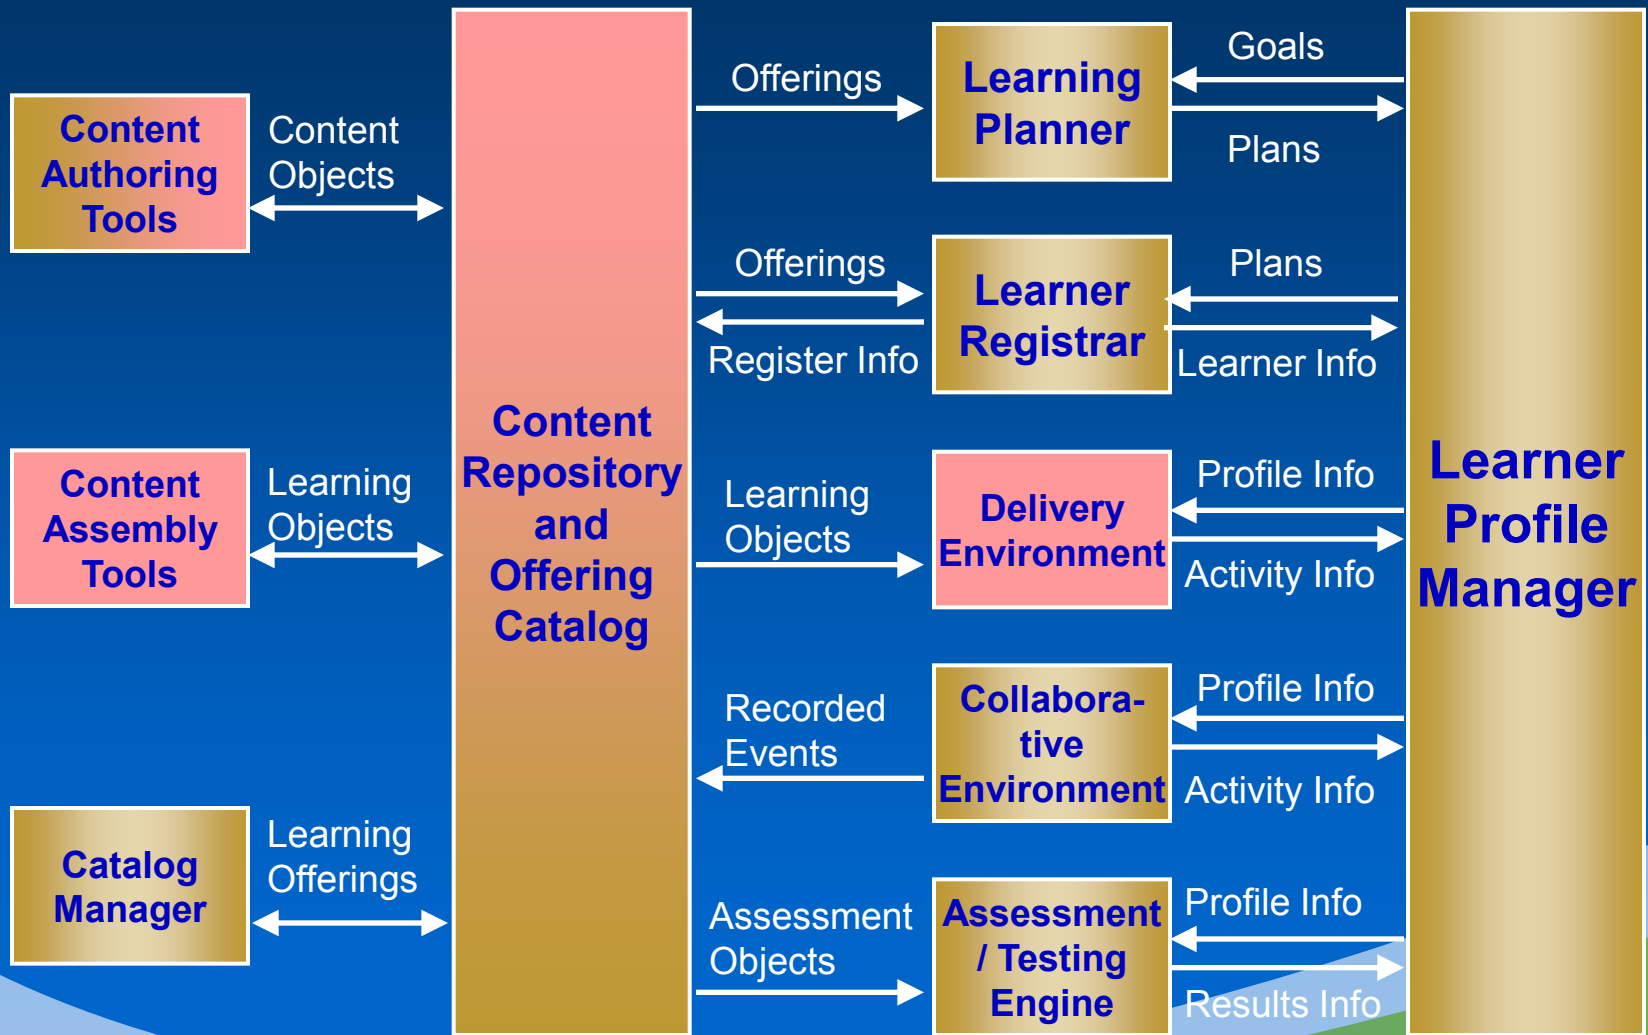 Content
Authoring
Tools
Content
Objects
Content
Assembly
Tools
Learning
Objects
Catalog
Manager
Learning
Offerings
Content
Repository
and
Offering
Catalog
Offerings
Learning
Planner
Goals
Plans
Offerings
Register Info
Learner
Registrar
Plans
Learner Info
Learning
Objects
Delivery
Environment
Profile Info
Activity Info
Recorded
Events
Collabora-
tive
Environment
Profile Info
Activity Info
Assessment
Objects
Assessment
/ Testing
Engine
Profile Info
Results Info
Learner
Profile
Manager